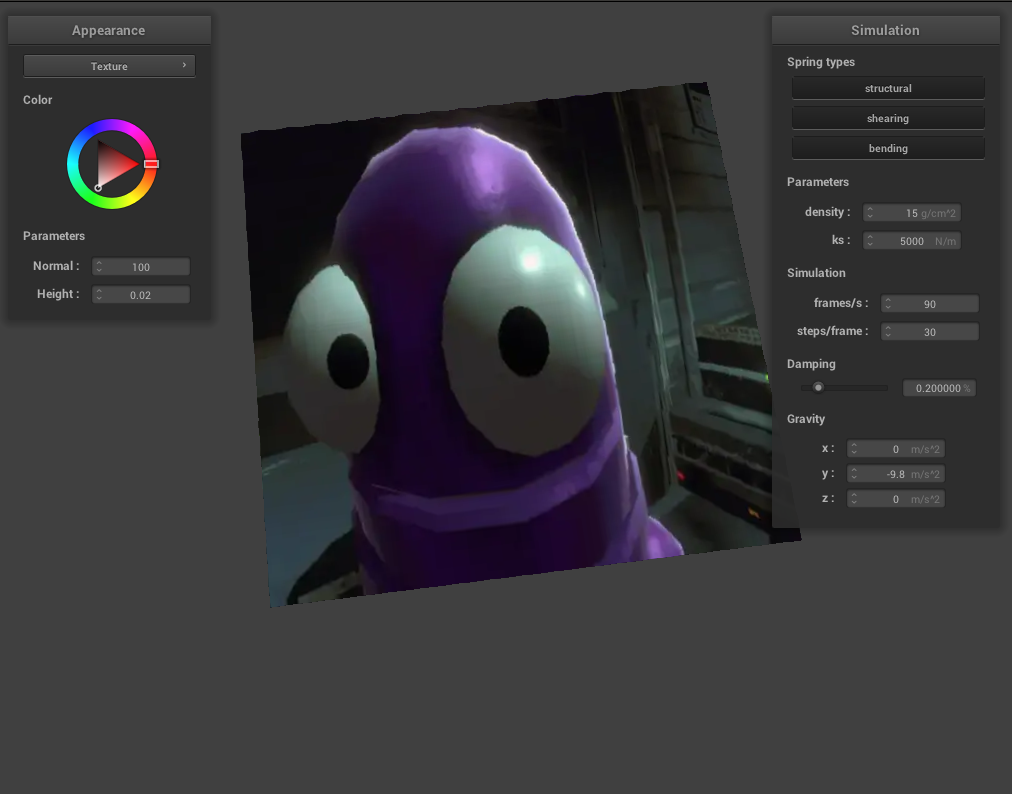 Appearance
Texture
Color
Parameters
Normal : 100
Height : 0.02
Simulation
Spring types
structural
shearing
bending
Parameters
density : 15 g/cm^2
ks : 5000 N/m
Simulation
frames/s : 90
steps/frame : 30
Damping
0.200000 %
Gravity
x : 0 m/s^2
y : -9.8 m/s^2
z : 0 m/s^2